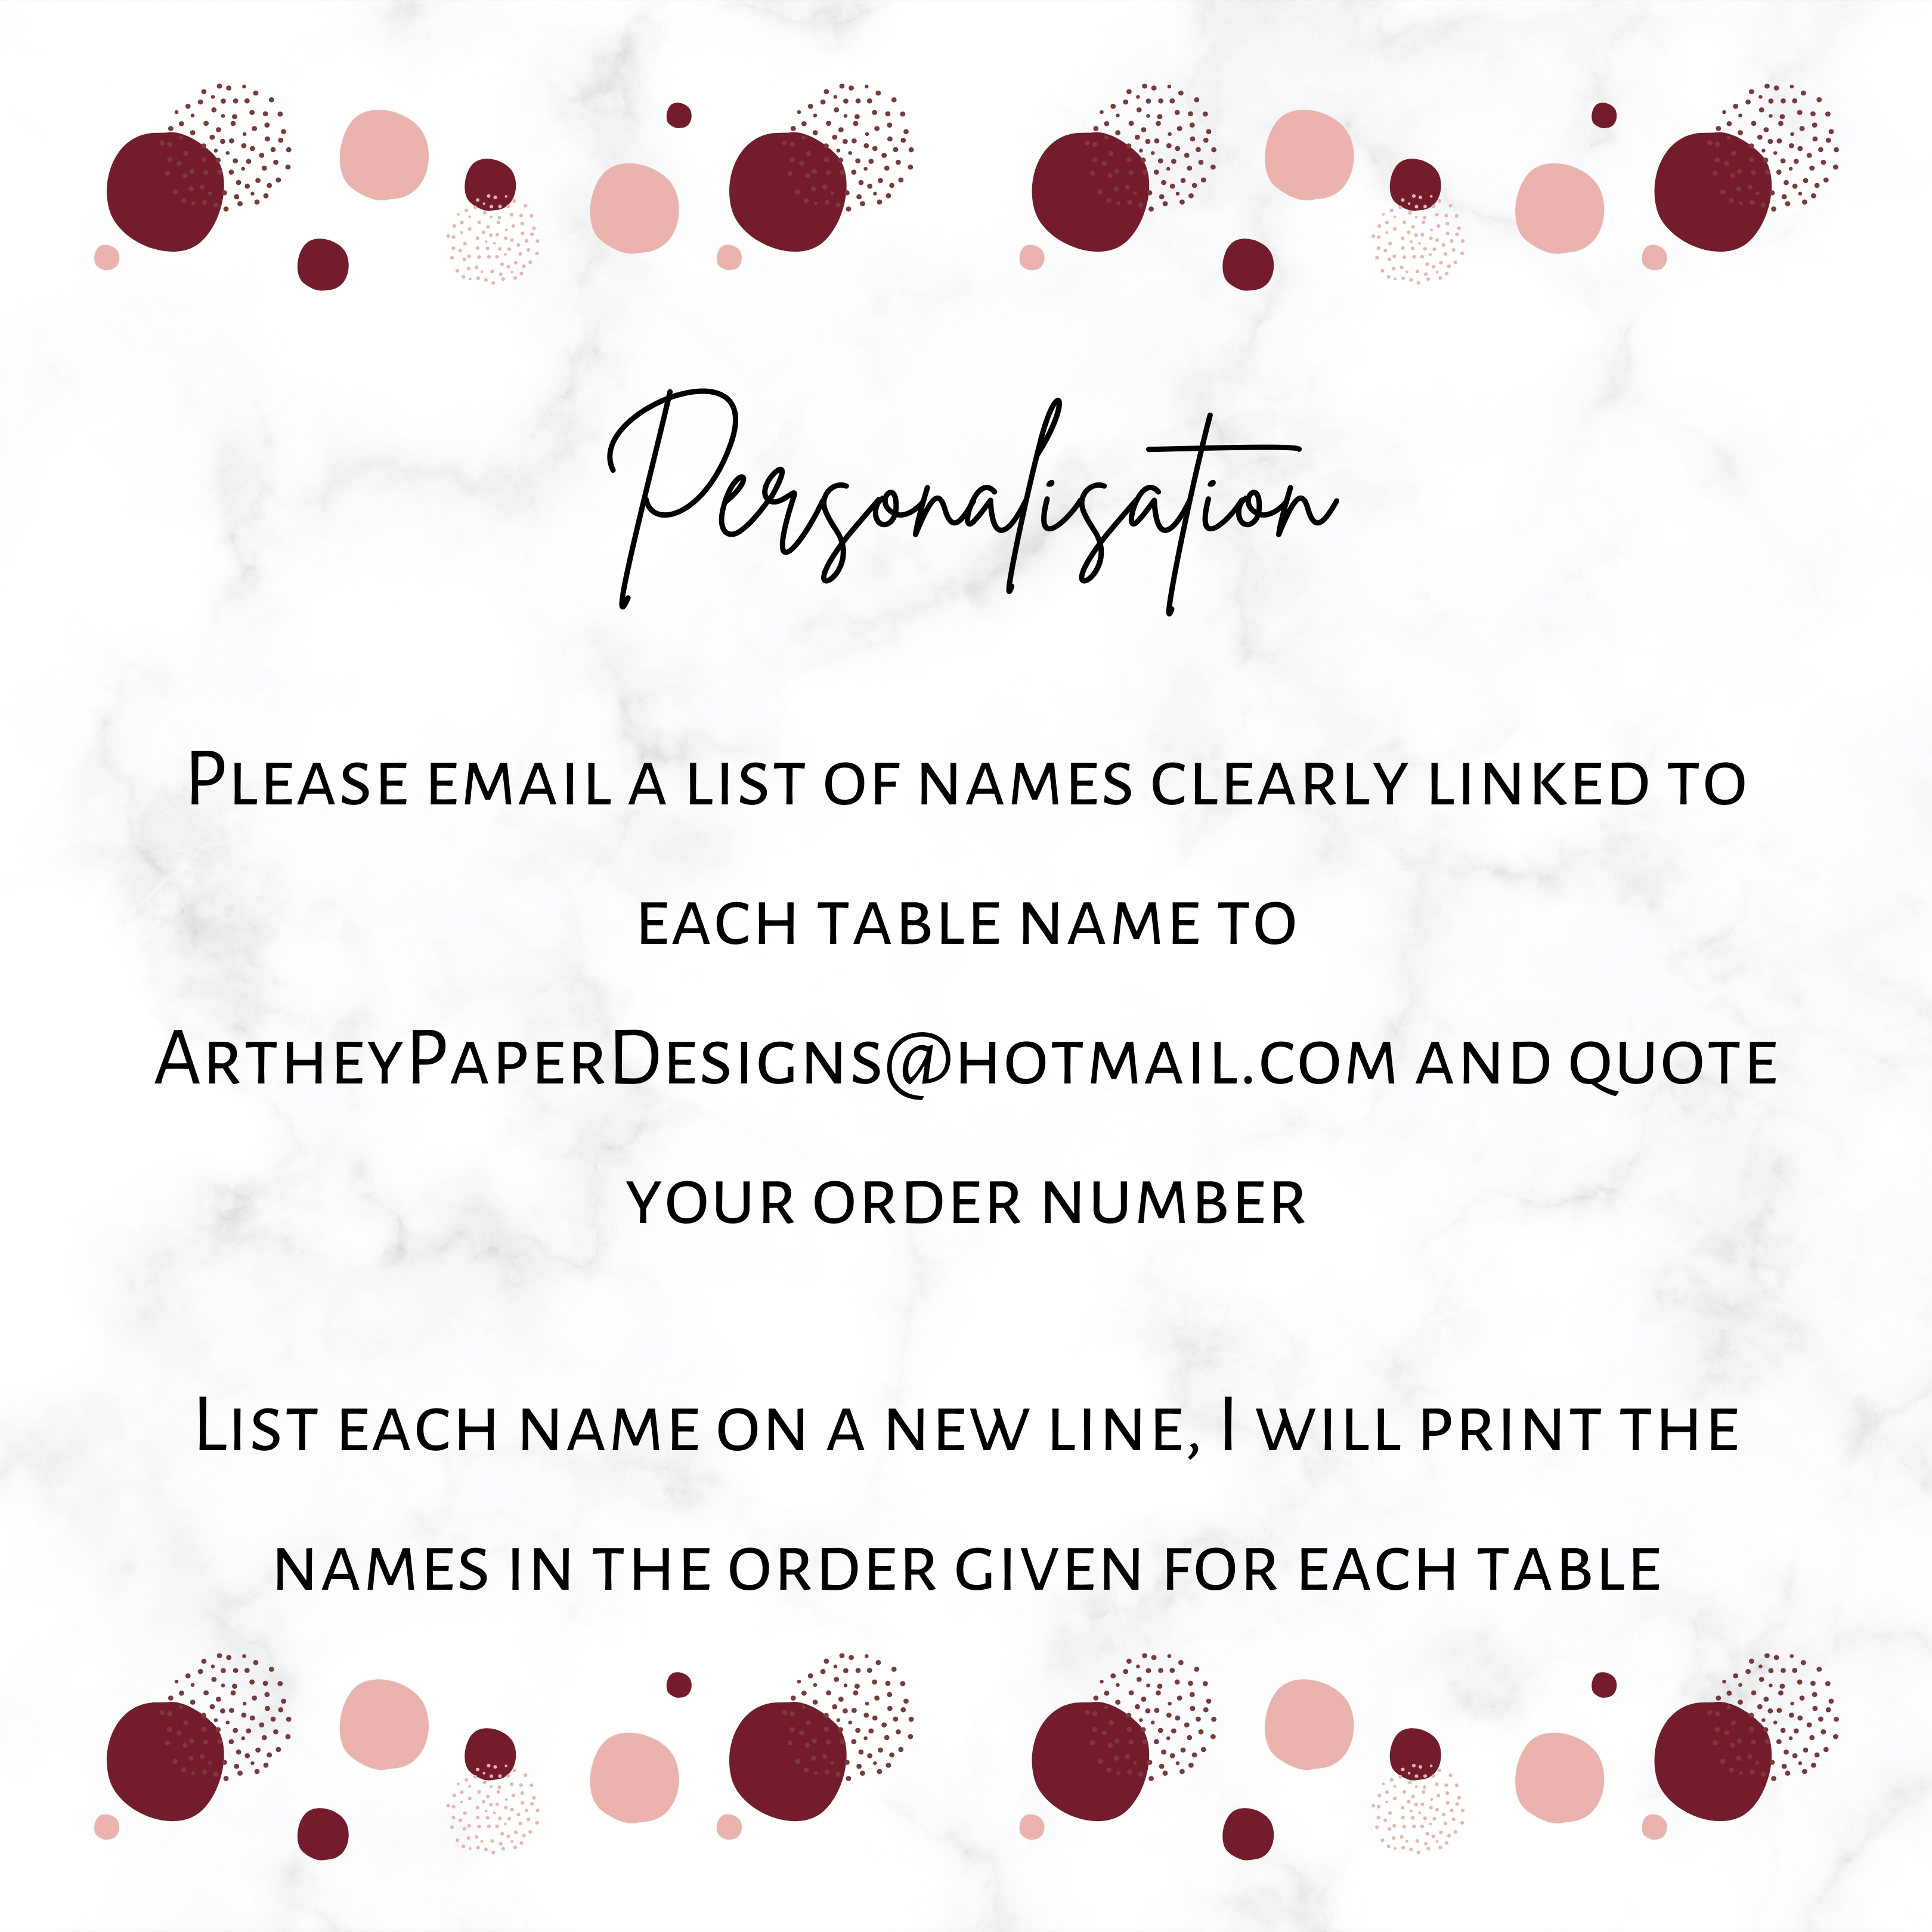 Personalisation
Please email a list of names clearly linked to
each table name to
ArtheyPaperDesigns@hotmail.com and quote
your order number
List each name on a new line, I will print the
names in the order given for each table